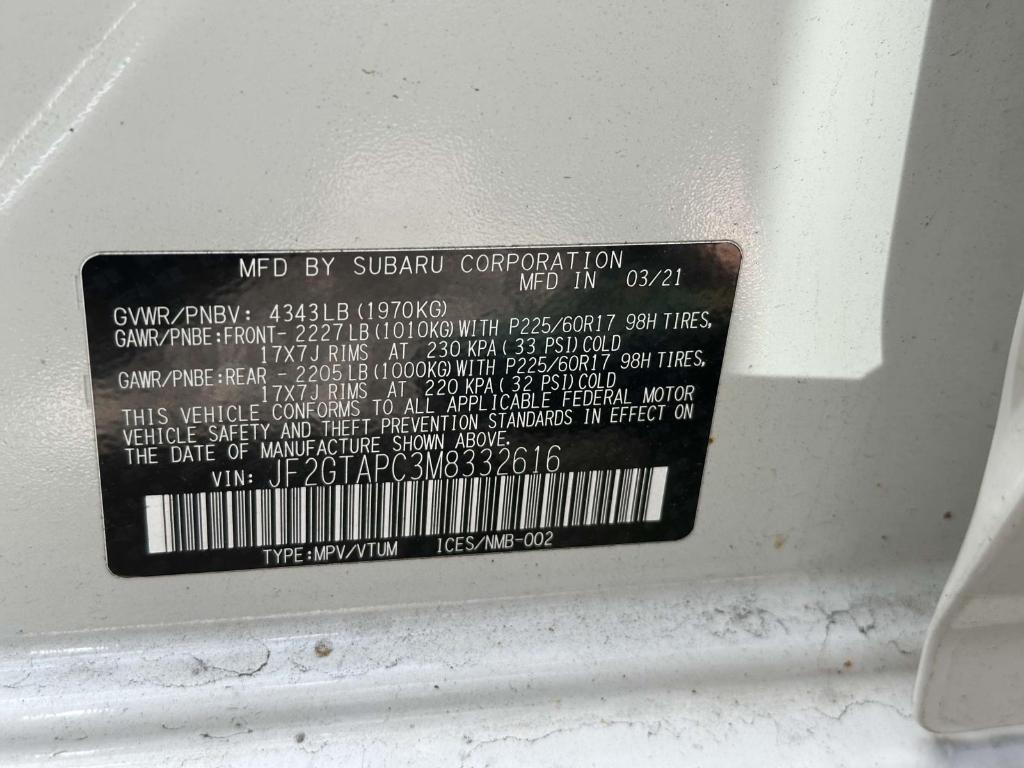 MFD BY SUBARU CORPORATION
MFD IN 03/21
GVWR/PNBV: 4343LB(1970KG)
GAWR/PNBE:FRONT- 2227LB(1010KG)WITH P225/60R17 98H TIRES,
17X7J RIMS AT 230 KPA(33 PSI)COLD
GAWR/PNBE:REAR - 2205LB(1000KG)WITH P225/60R17 98H TIRES,
17X7J RIMS AT 220 KPA(32 PSI)COLD
THIS VEHICLE CONFORMS TO ALL APPLICABLE FEDERAL MOTOR
VEHICLE SAFETY AND THEFT PREVENTION STANDARDS IN EFFECT ON
THE DATE OF MANUFACTURE SHOWN ABOVE.
VIN: JF2GTAPC3M8332616
TYPE:MPV/VTUM ICES/NMB-002